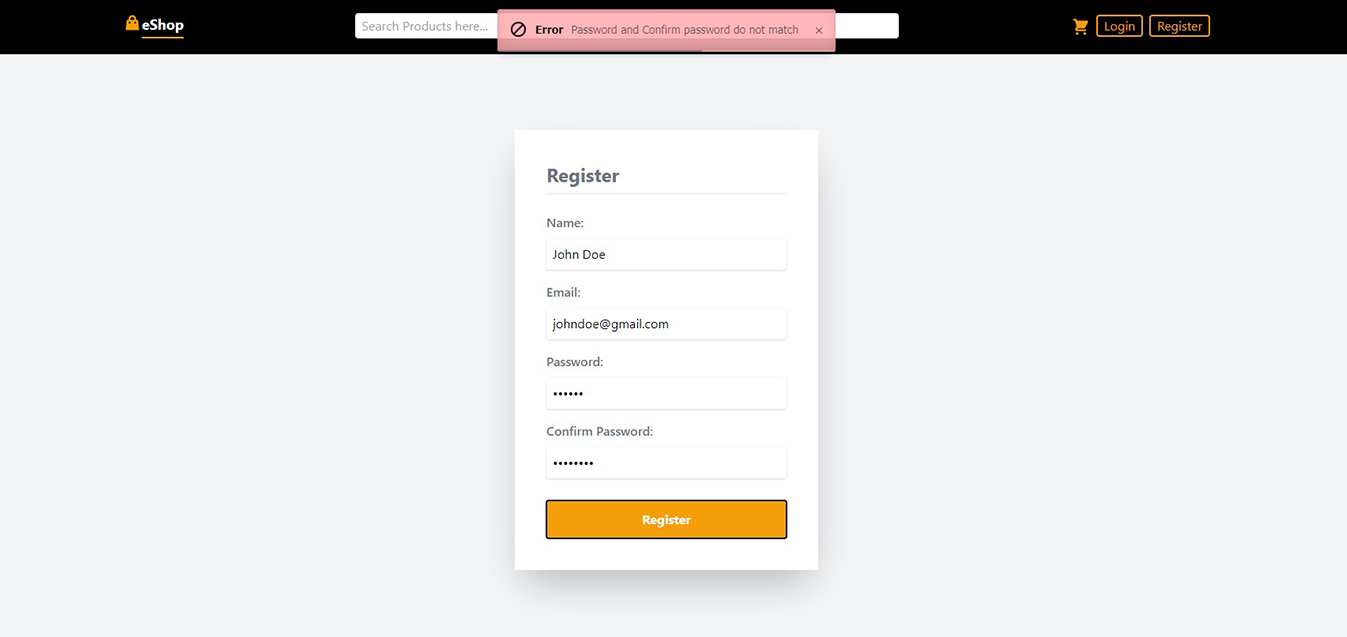 eShop
Search Products here...
Error Password and Confirm password do not match ×
Login
Register
Register
Name:
John Doe
Email:
johndoe@gmail.com
Password:
••••••
Confirm Password:
••••••••
Register